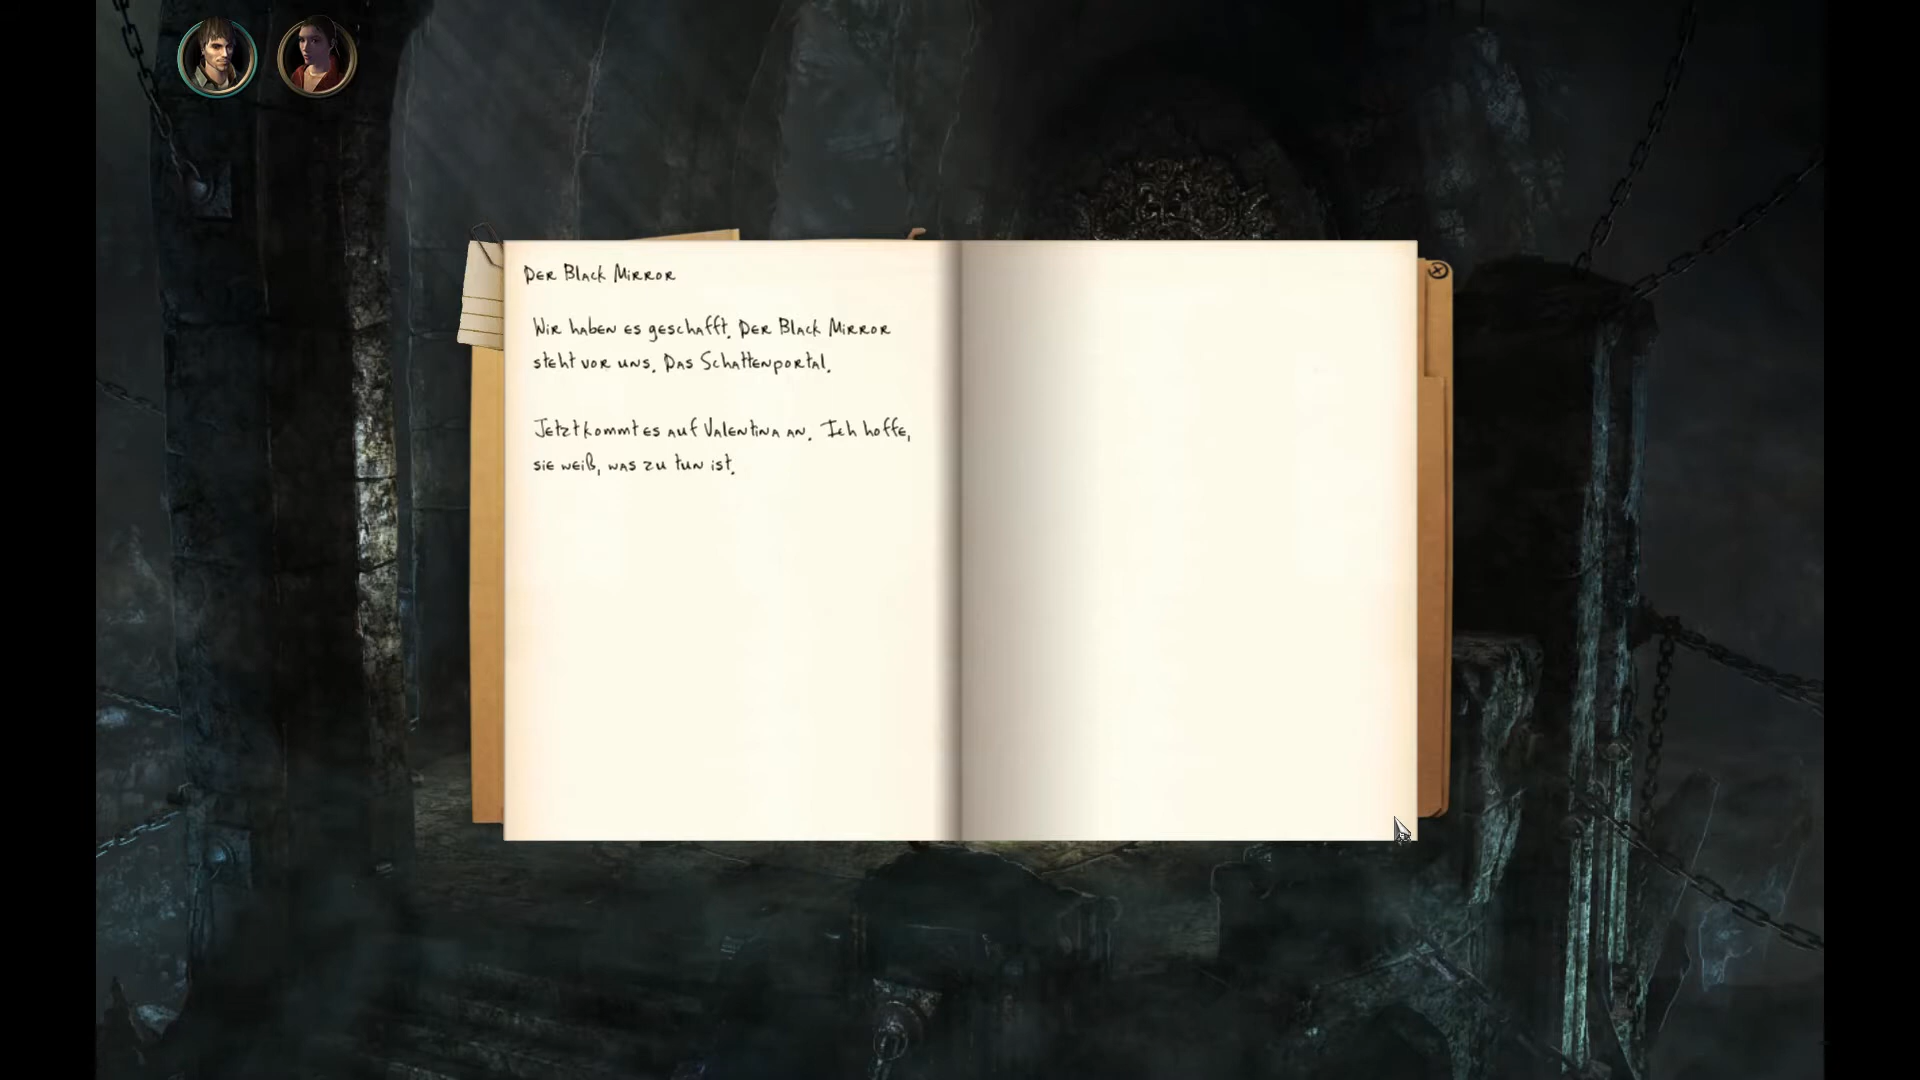 Der Black Mirror
Wir haben es geschafft. Der Black Mirror
steht vor uns. Das Schattenportal.
Jetzt kommt es auf Valentina an. Ich hoffe,
sie weiß, was zu tun ist.